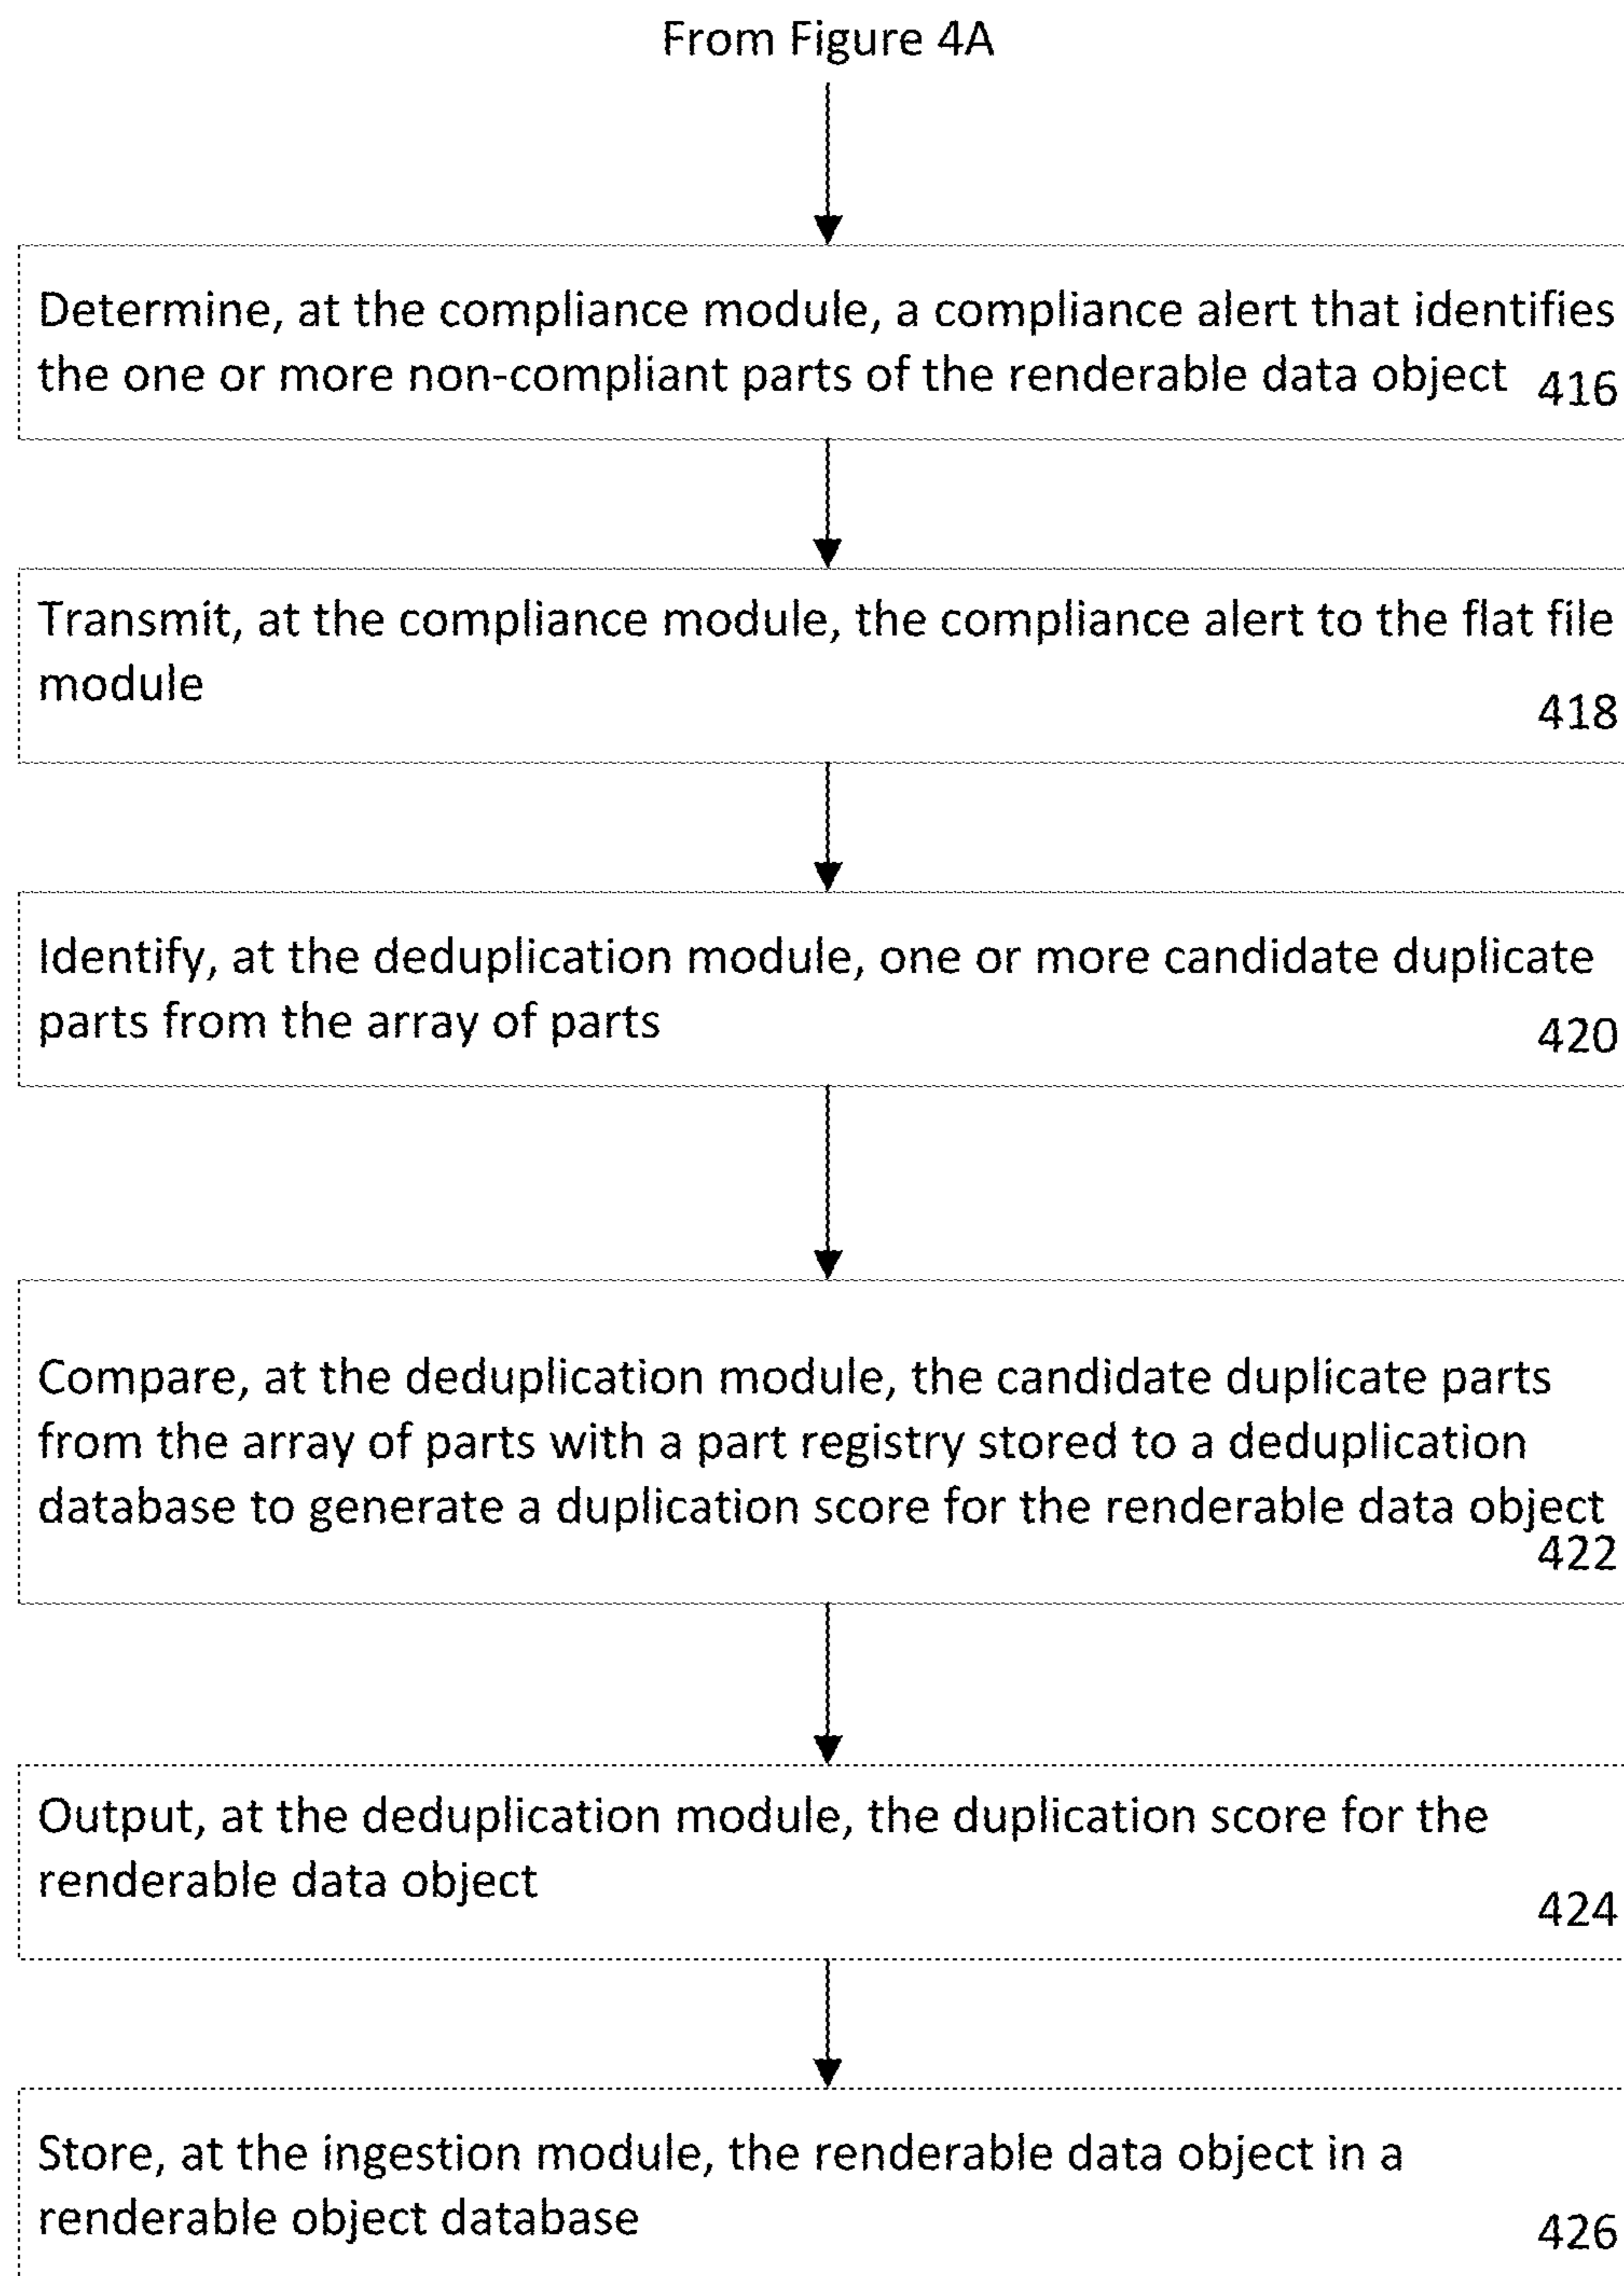 From Figure 4A
Determine, at the compliance module, a compliance alert that identifies
the one or more non-compliant parts of the renderable data object
416
Transmit, at the compliance module, the compliance alert to the flat file
module
418
Identify, at the deduplication module, one or more candidate duplicate
parts from the array of parts
420
Compare, at the deduplication module, the candidate duplicate parts
from the array of parts with a part registry stored to a deduplication
database to generate a duplication score for the renderable data object
422
Output, at the deduplication module, the duplication score for the
renderable data object
424
Store, at the ingestion module, the renderable data object in a
renderable object database
426